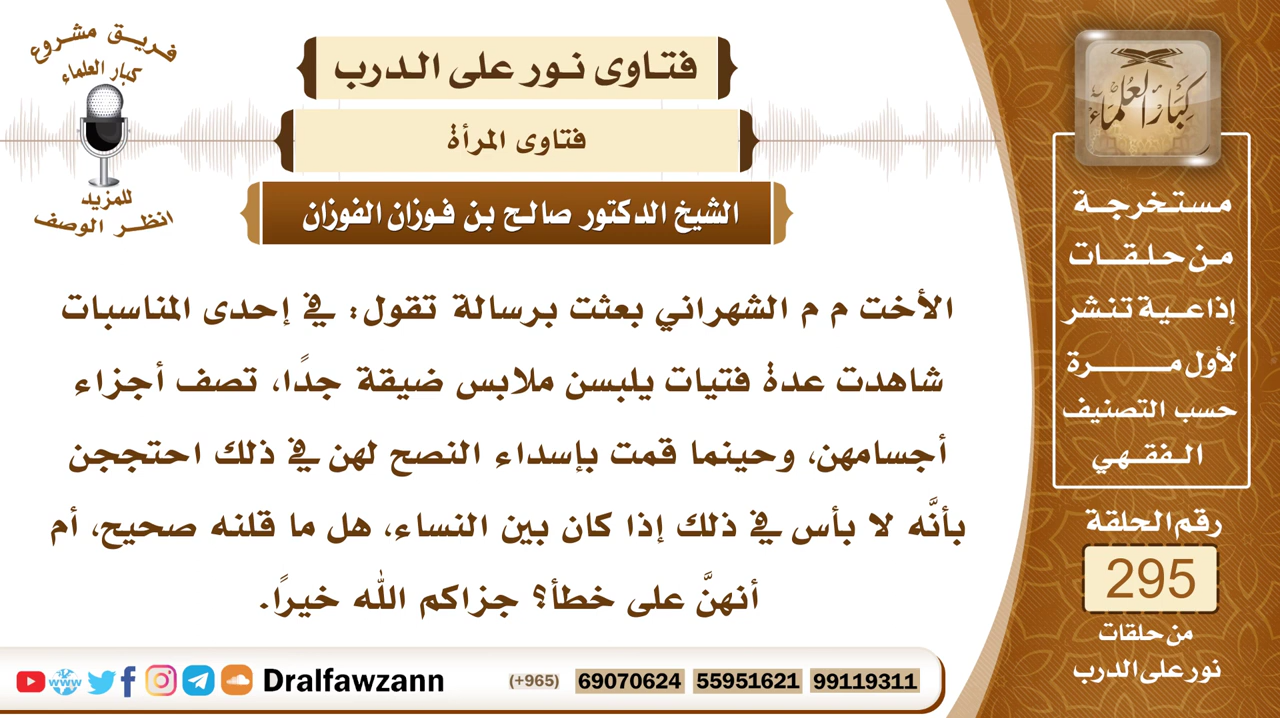 فريق مشروع
كبار العلماء
للمزيد
انظر الوصف
فتاوى نور على الدرب
فتاوى المرأة
الشيخ الدكتور صالح بن فوزان الفوزان
الأخت م م الشهراني بعثت برسالة تقول: في إحدى المناسبات
شاهدت عدة فتيات يلبسن ملابس ضيقة جدًا، تصف أجزاء
أجسامهن، وحينما قمت بإسداء النصح لهن في ذلك احتججن
بأنَّه لا بأس في ذلك إذا كان بين النساء، هل ما قلنه صحيح، أم
أنهنَّ على خطأ؟ جزاكم الله خيرًا.
كبار العلماء
مستخرجة
من حلقات
إذاعية تنشر
لأول مرة
حسب التصنيف
الفقهي
رقم الحلقة
295
من حلقات
نور على الدرب
www Dralfawzann (+965) 69070624 55951621 99119311